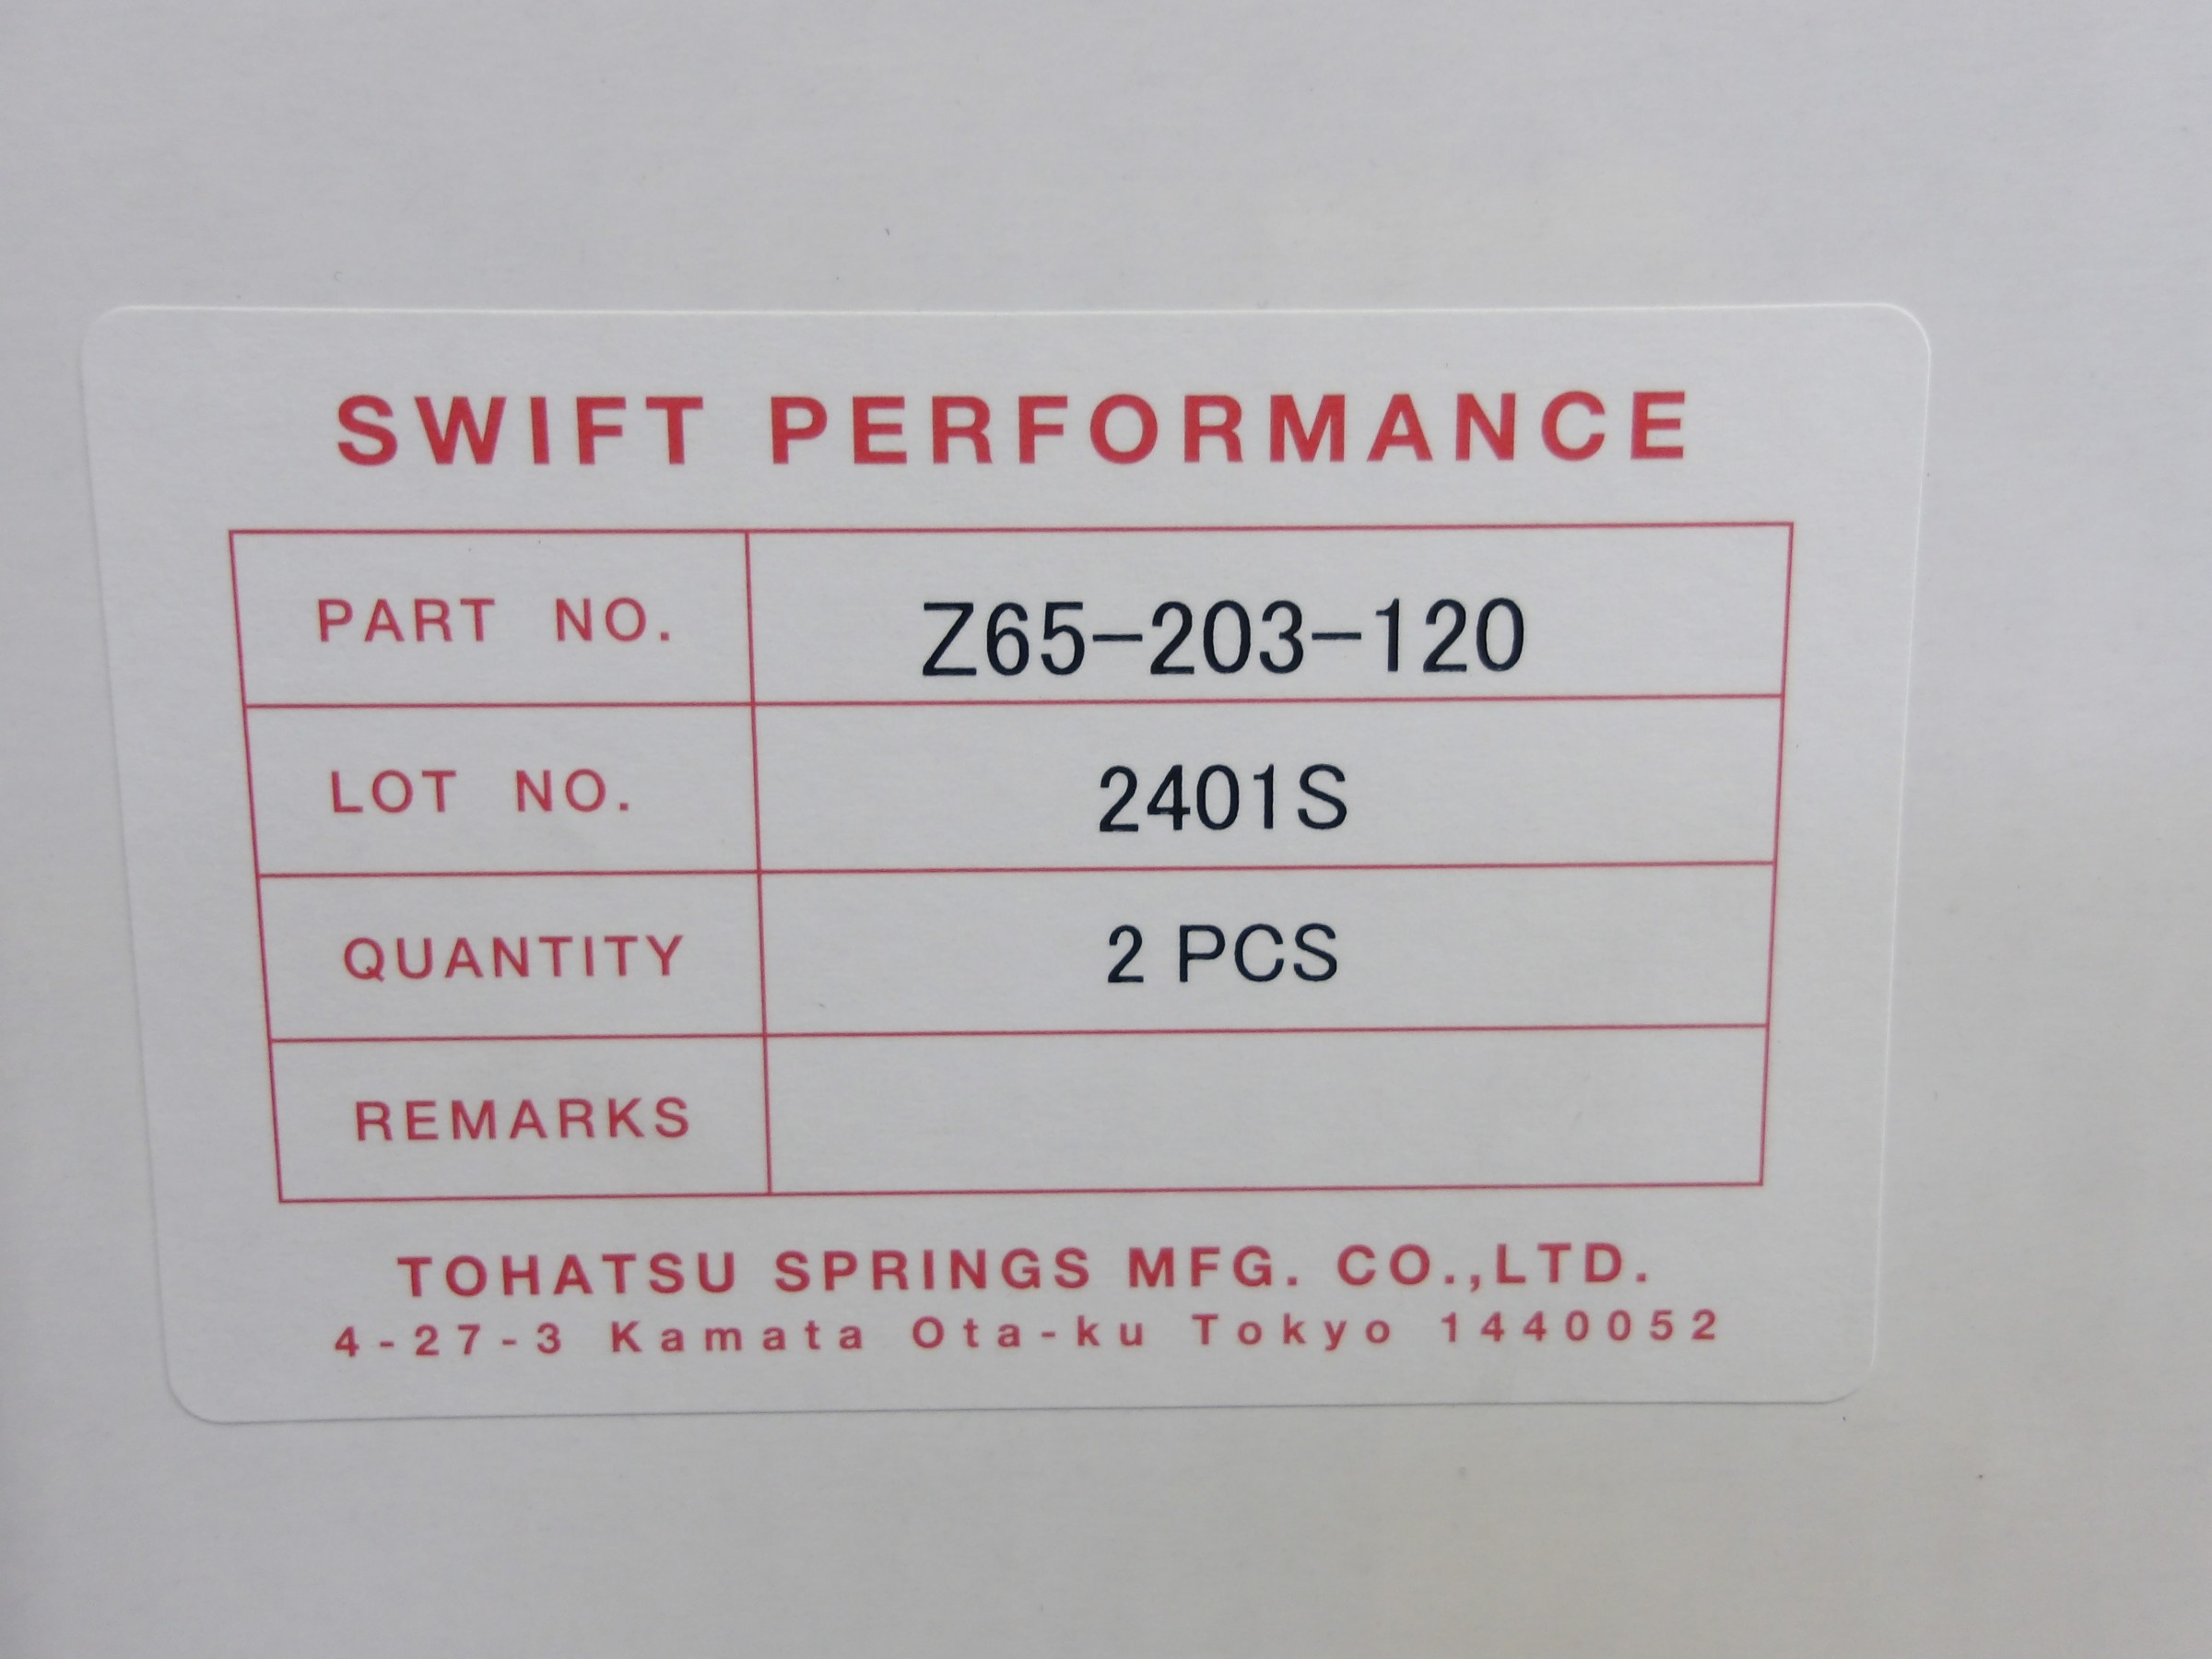 SWIFT PERFORMANCE
PART NO. Z65-203-120
LOT NO. 2401S
QUANTITY 2 PCS
REMARKS
TOHATSU SPRINGS MFG. CO.,LTD.
4-27-3 Kamata Ota-ku Tokyo 1440052